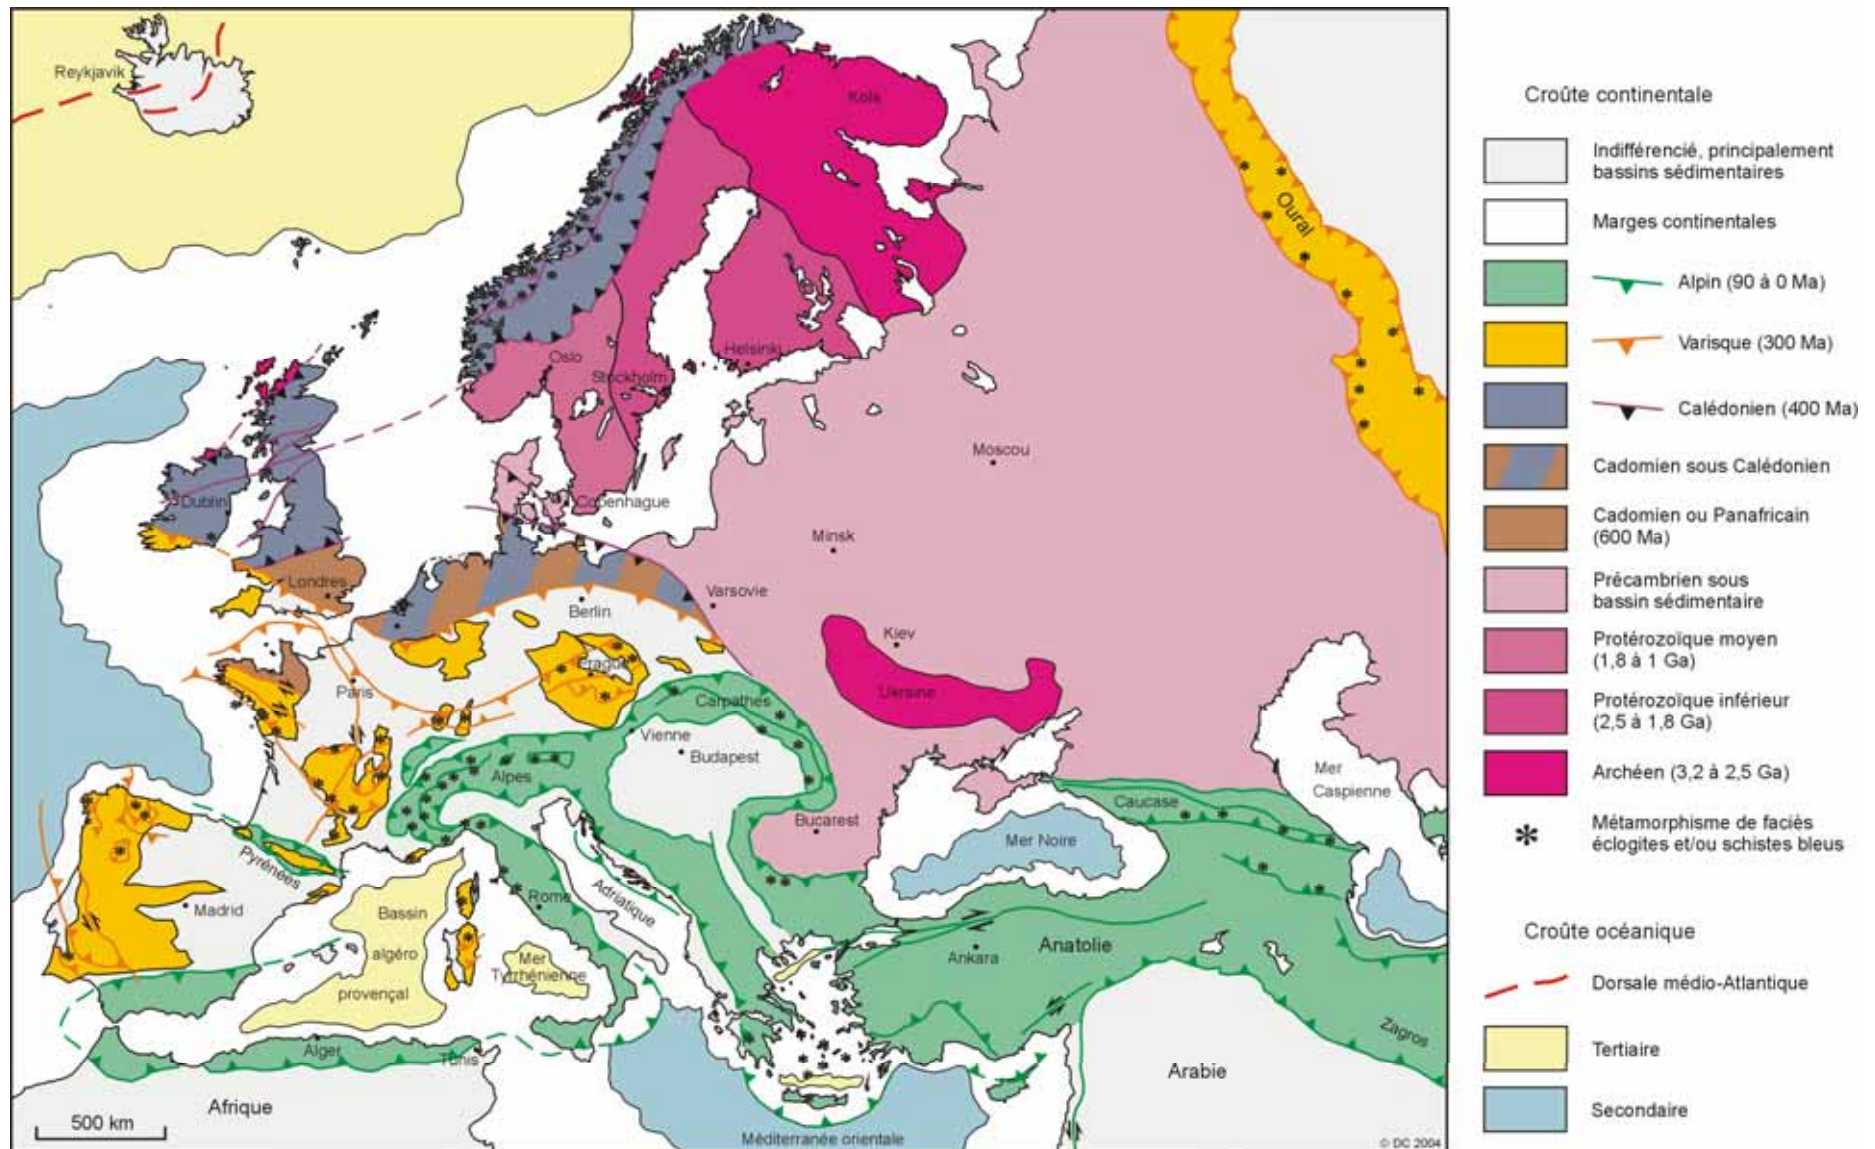 Reykjavik
Kola
Oural
Oslo
Helsinki
Stockholm
Moscou
Dublin
Copenhague
Minsk
Londres
Varsovie
Berlin
Kiev
Prague
Paris
Ukraine
Carpathes
Vienne
Budapest
Alpes
Mer
Caspienne
Caucase
Bucarest
Mer Noire
Pyrénées
Madrid
Rome
Adriatique
Bassin
algéro
provençal
Mer
Tyrrhénienne
Ankara
Anatolie
Zagros
Alger
Tunis
Arabie
Afrique
500 km
Méditerranée orientale
© DC 2004
Croûte continentale
Indifférencié, principalement
bassins sédimentaires
Marges continentales
Alpin (90 à 0 Ma)
Varisque (300 Ma)
Calédonien (400 Ma)
Cadomien sous Calédonien
Cadomien ou Panafricain
(600 Ma)
Précambrien sous
bassin sédimentaire
Protérozoïque moyen
(1,8 à 1 Ga)
Protérozoïque inférieur
(2,5 à 1,8 Ga)
Archéen (3,2 à 2,5 Ga)
Métamorphisme de faciès
éclogites et/ou schistes bleus
Croûte océanique
Dorsale médio-Atlantique
Tertiaire
Secondaire